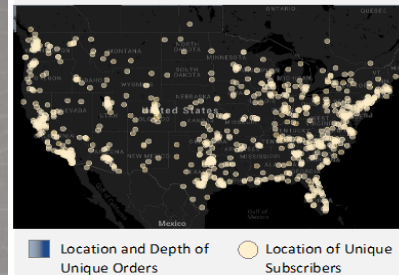 ONTARIO
QUÉBEC
MONTANA
NORTH
DAKOTA
MINNESOTA
SOUTH
DAKOTA
WYOMING
NEBRASKA
United States
NEW MEXICO
MISSISSIPPI
Mexico
Gulf of
Mexico
Location and Depth of
Unique Orders
Location of Unique
Subscribers